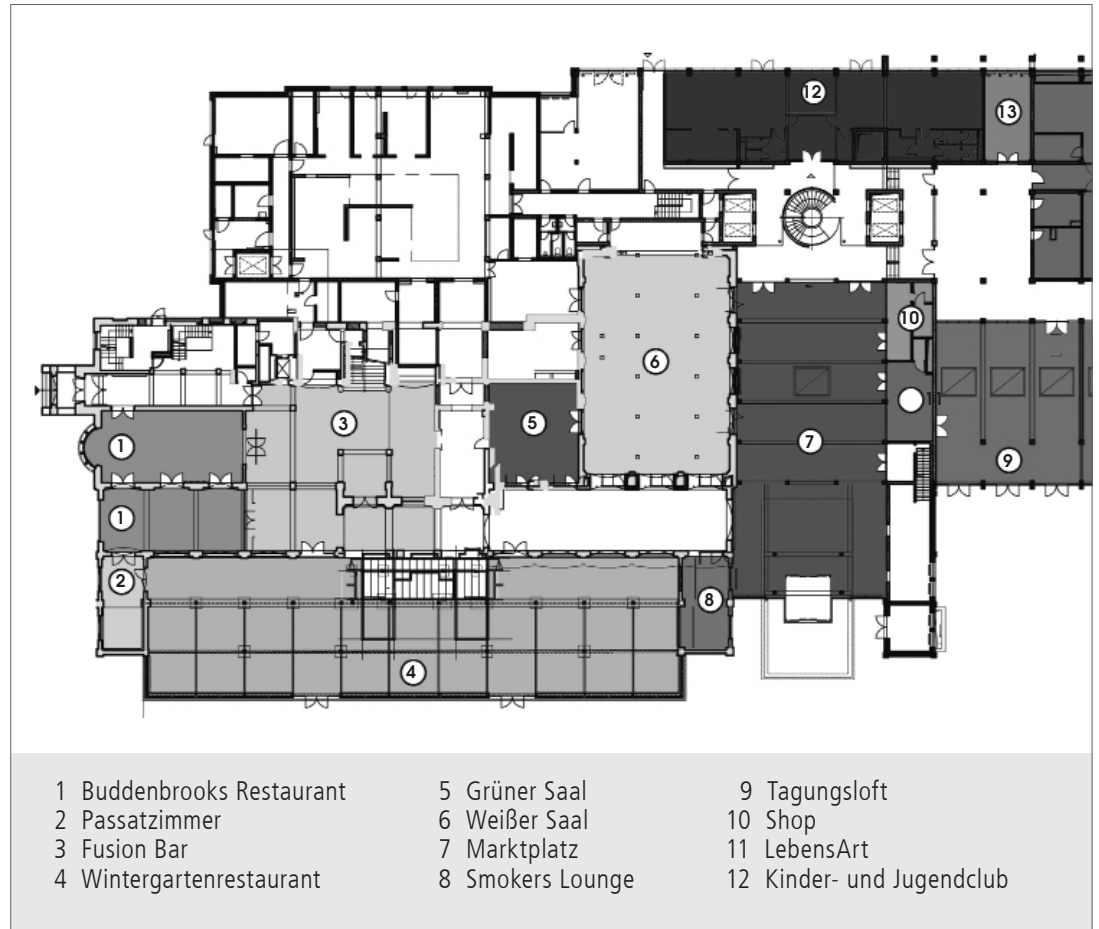 12
13
10
6
3
5
1
7
9
1
2
8
4
1 Buddenbrooks Restaurant
2 Passatzimmer
3 Fusion Bar
4 Wintergartenrestaurant
5 Grüner Saal
6 Weißer Saal
7 Marktplatz
8 Smokers Lounge
9 Tagungsloft
10 Shop
11 LebensArt
12 Kinder- und Jugendclub